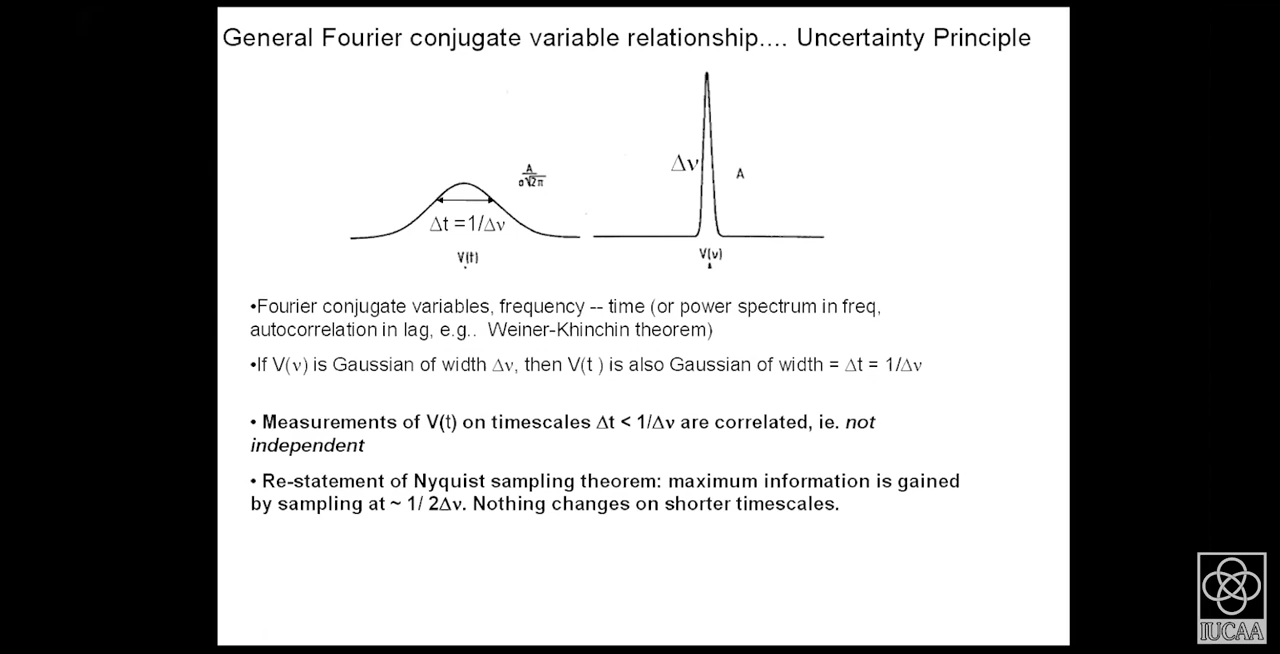 General Fourier conjugate variable relationship.... Uncertainty Principle
Δν
A
A
σ√2π
Δt =1/Δν
V(t)
V(ν)
•Fourier conjugate variables, frequency -- time (or power spectrum in freq,
autocorrelation in lag, e.g.. Weiner-Khinchin theorem)
•If V(ν) is Gaussian of width Δν, then V(t ) is also Gaussian of width = Δt = 1/Δν
• Measurements of V(t) on timescales Δt < 1/Δν are correlated, ie. not
independent
• Re-statement of Nyquist sampling theorem: maximum information is gained
by sampling at ~ 1/ 2Δν. Nothing changes on shorter timescales.
IUCAA